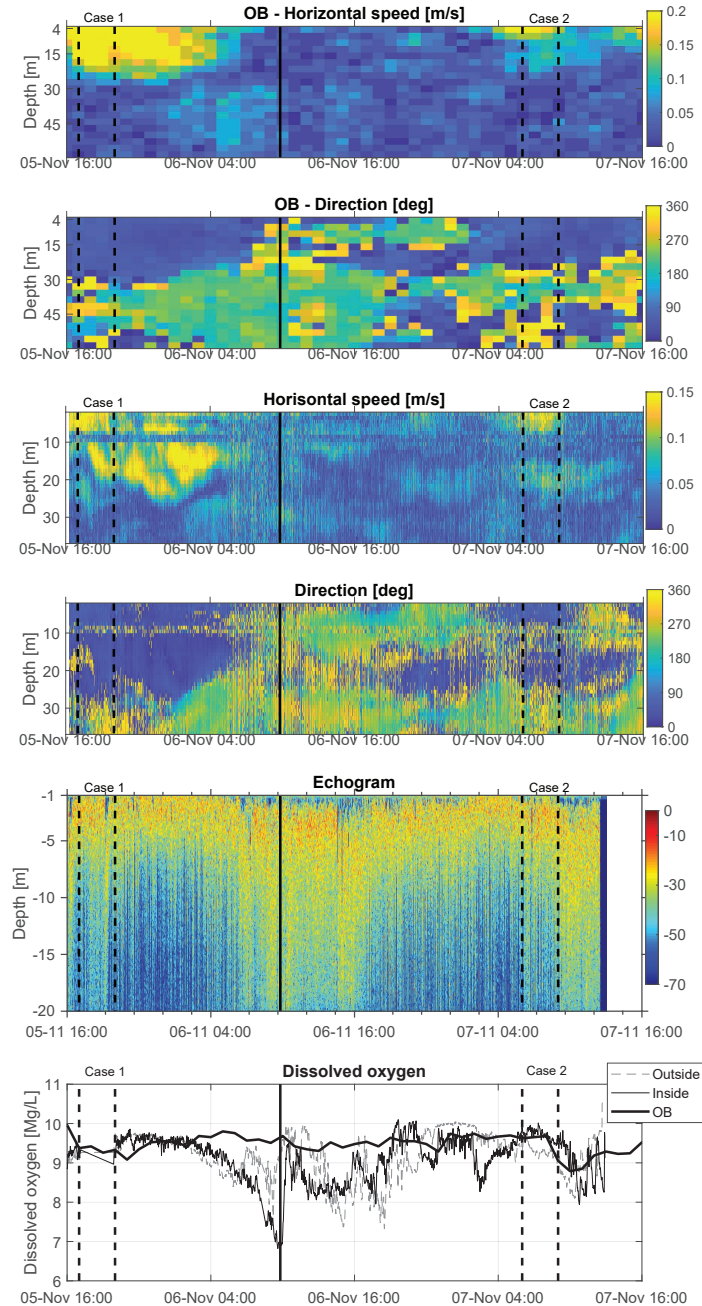 OB - Horizontal speed [m/s]
Case 1
Case 2
Depth [m]
4
15
30
45
0.2
0.15
0.1
0.05
0
05-Nov 16:00
06-Nov 04:00
06-Nov 16:00
07-Nov 04:00
07-Nov 16:00
OB - Direction [deg]
Depth [m]
4
15
30
45
360
270
180
90
0
05-Nov 16:00
06-Nov 04:00
06-Nov 16:00
07-Nov 04:00
07-Nov 16:00
Horisontal speed [m/s]
Case 1
Case 2
Depth [m]
10
20
30
0.15
0.1
0.05
0
05-Nov 16:00
06-Nov 04:00
06-Nov 16:00
07-Nov 04:00
07-Nov 16:00
Direction [deg]
Depth [m]
10
20
30
360
270
180
90
0
05-Nov 16:00
06-Nov 04:00
06-Nov 16:00
07-Nov 04:00
07-Nov 16:00
Echogram
Case 1
Case 2
Depth [m]
-1
-5
-10
-15
-20
0
-10
-30
-50
-70
05-11 16:00
06-11 04:00
06-11 16:00
07-11 04:00
07-11 16:00
Dissolved oxygen
Case 1
Case 2
Outside
Inside
OB
Dissolved oxygen [Mg/L]
11
10
9
8
7
6
05-Nov 16:00
06-Nov 04:00
06-Nov 16:00
07-Nov 04:00
07-Nov 16:00